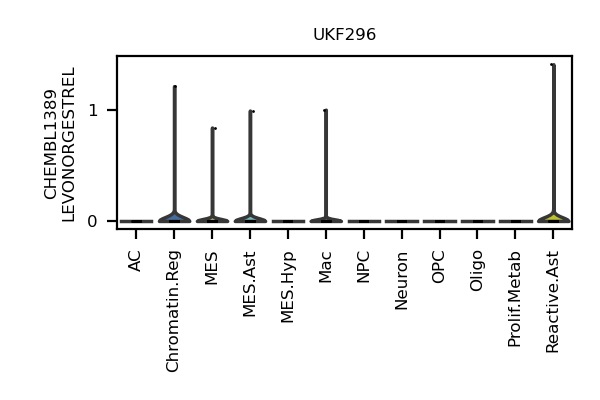 UKF296
CHEMBL1389
LEVONORGESTREL
1
0
AC
Chromatin.Reg
MES
MES.Ast
MES.Hyp
Mac
NPC
Neuron
OPC
Oligo
Prolif.Metab
Reactive.Ast